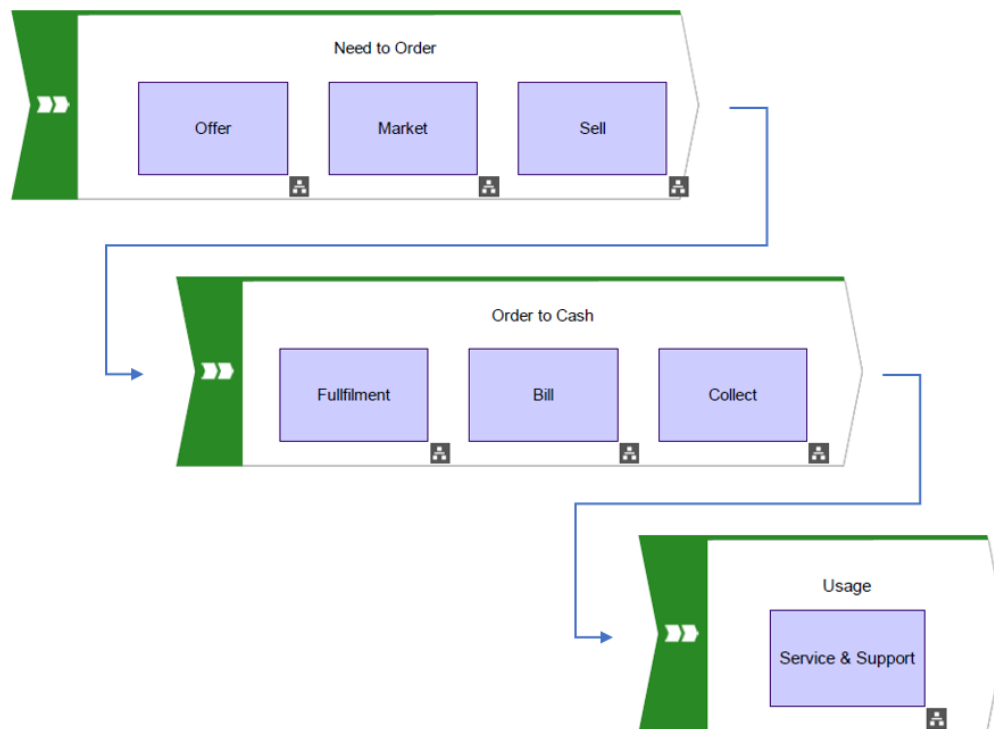 Need to Order
Offer
Market
Sell
Order to Cash
Fullfilment
Bill
Collect
Usage
Service & Support